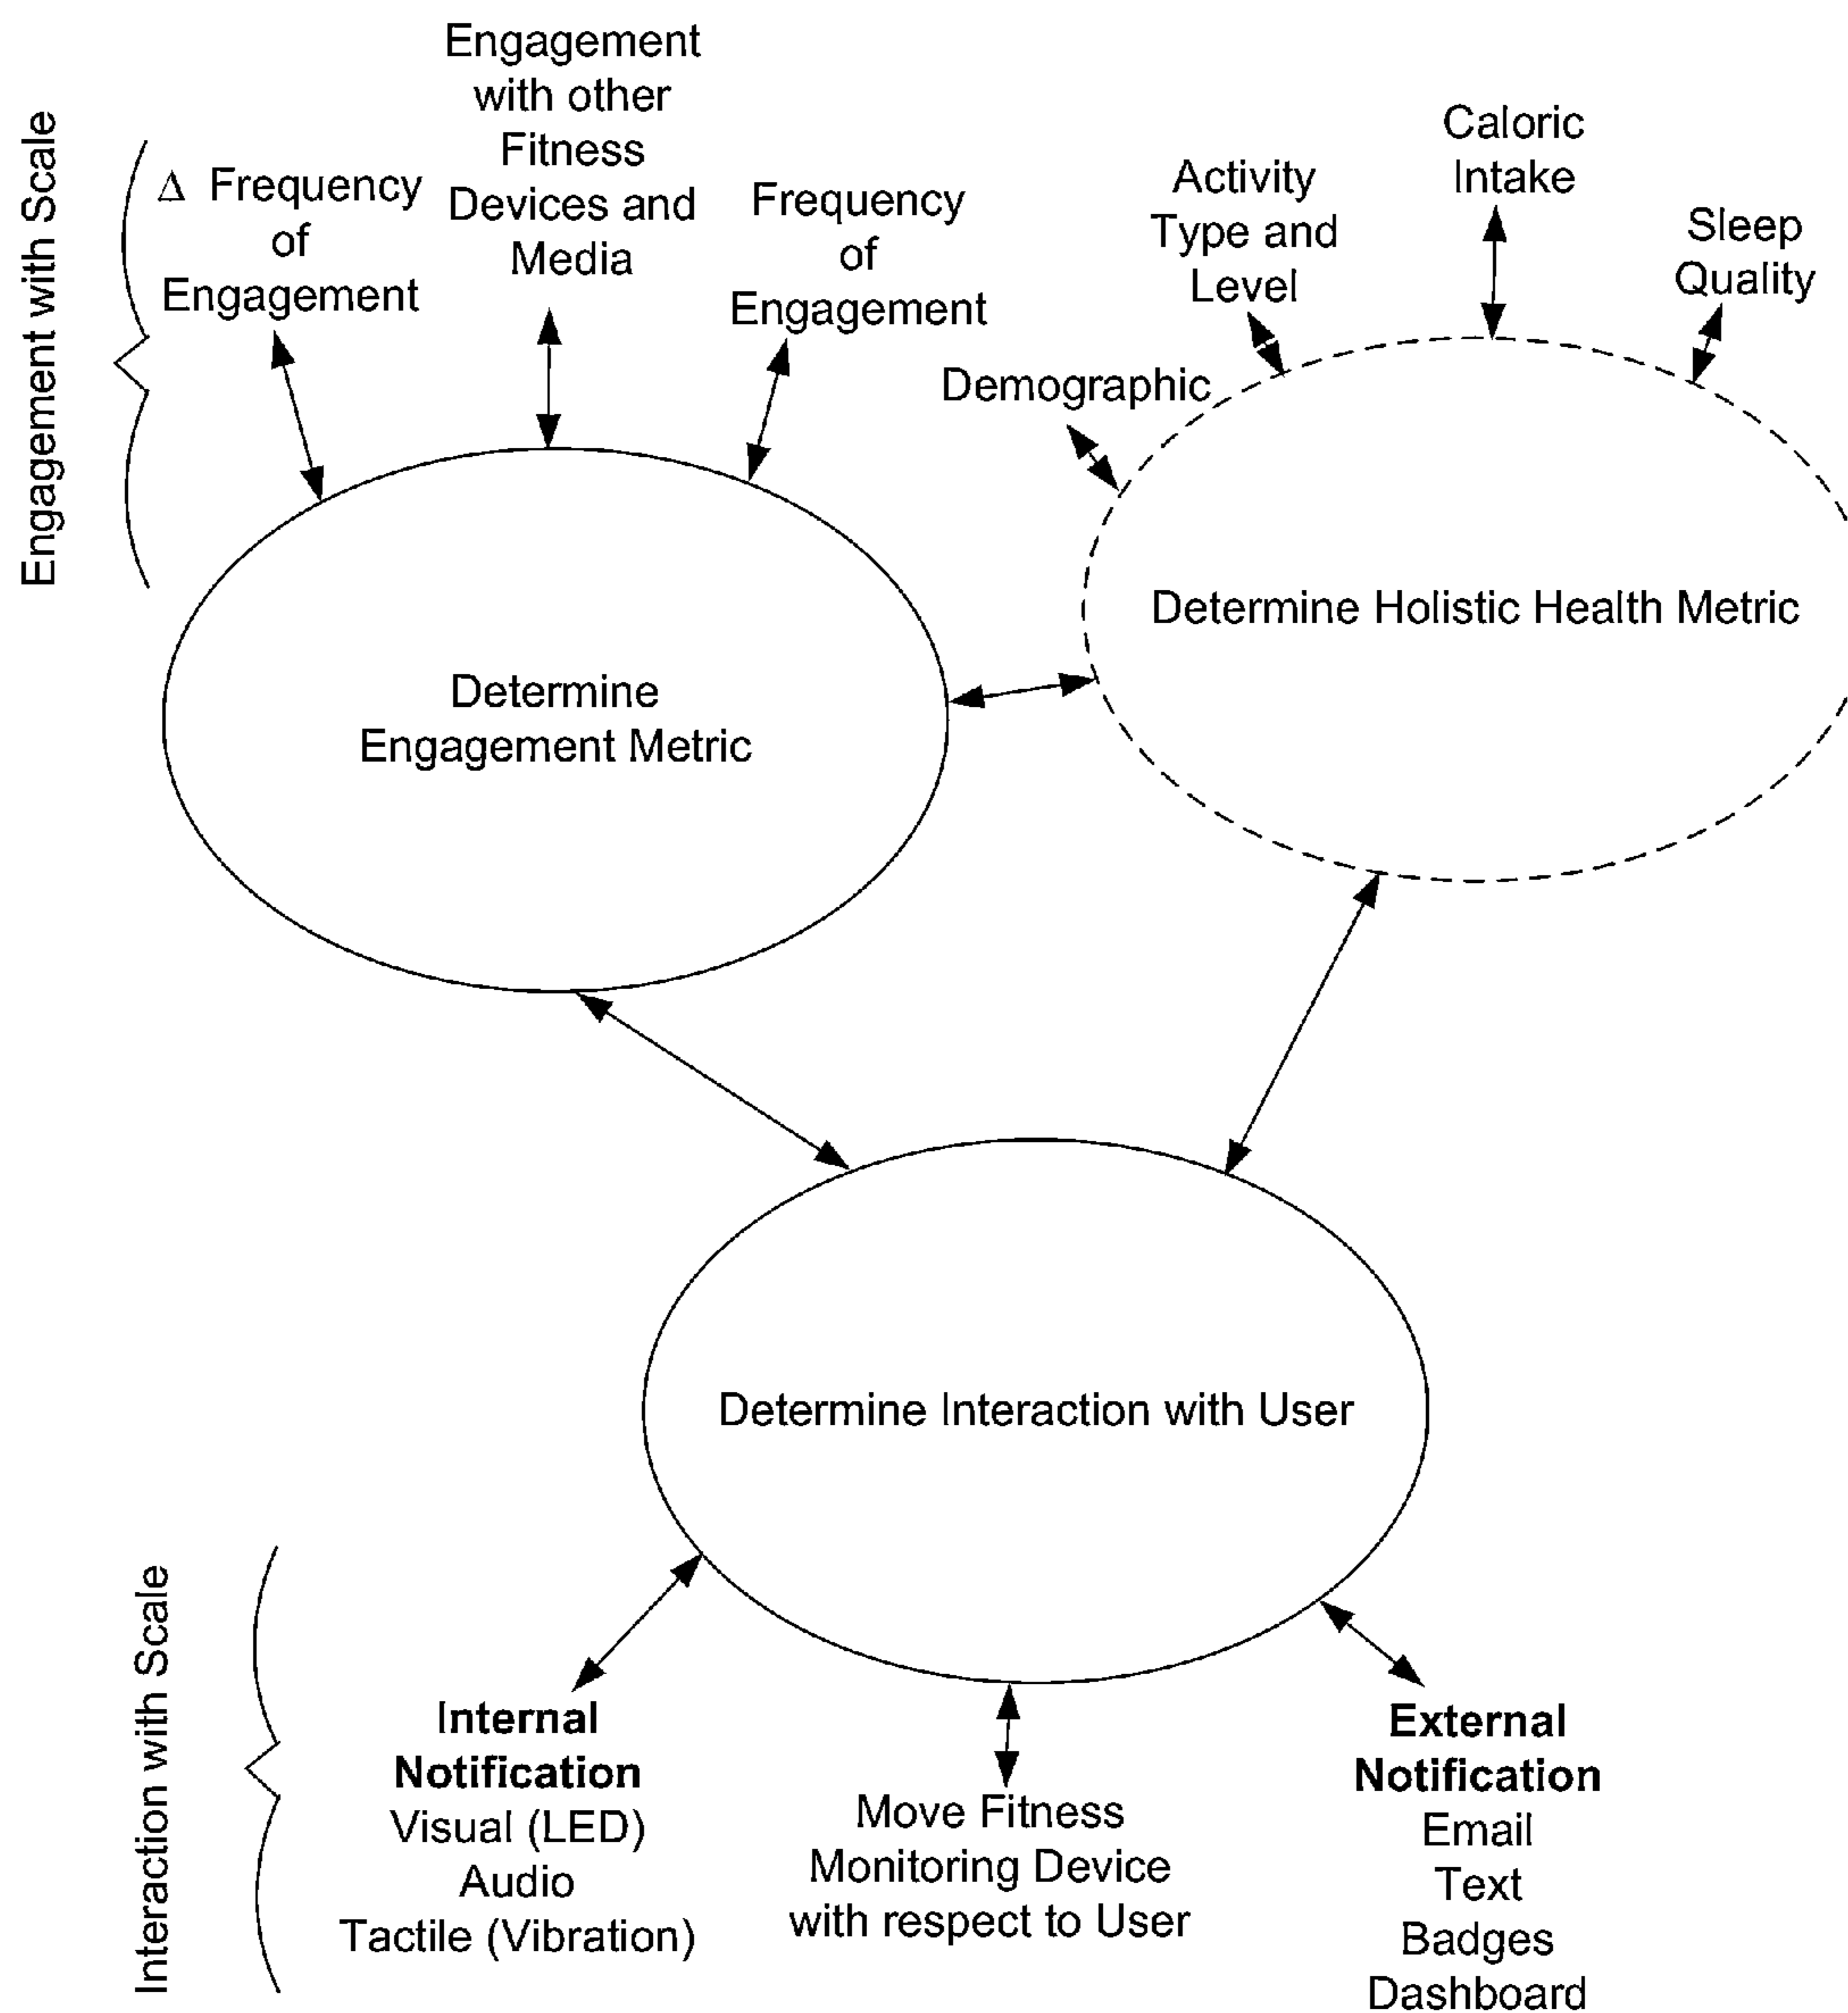 Engagement with Scale
Δ Frequency
of
Engagement
Engagement
with other
Fitness
Devices and
Media
Frequency
of
Engagement
Demographic
Activity
Type and
Level
Caloric
Intake
Sleep
Quality
Determine
Engagement Metric
Determine Holistic Health Metric
Determine Interaction with User
Interaction with Scale
Internal
Notification
Visual (LED)
Audio
Tactile (Vibration)
Move Fitness
Monitoring Device
with respect to User
External
Notification
Email
Text
Badges
Dashboard